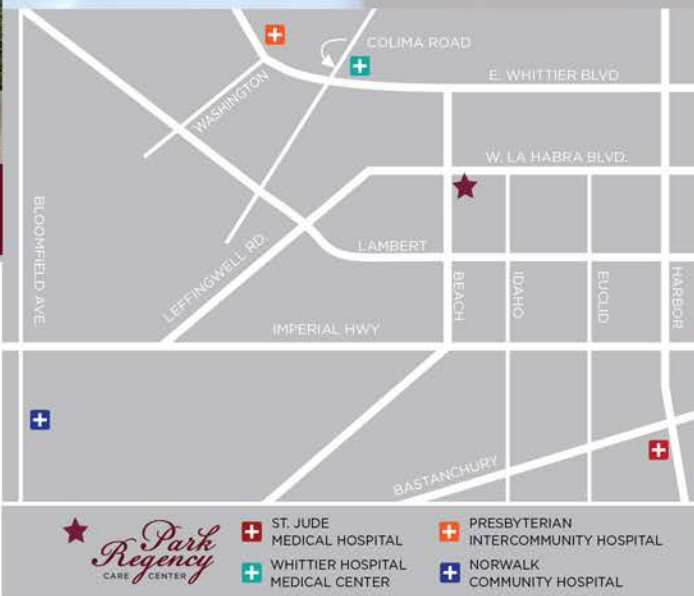 COLIMA ROAD
E. WHITTIER BLVD
WASHINGTON
W. LA HABRA BLVD.
BLOOMFIELD AVE.
LEFFINGWELL RD.
LAMBERT
BEACH
IDAHO
EUCLID
HARBOR
IMPERIAL HWY
BASTANCHURY
Park
Regency
CARE CENTER
ST. JUDE
MEDICAL HOSPITAL
WHITTIER HOSPITAL
MEDICAL CENTER
PRESBYTERIAN
INTERCOMMUNITY HOSPITAL
NORWALK
COMMUNITY HOSPITAL